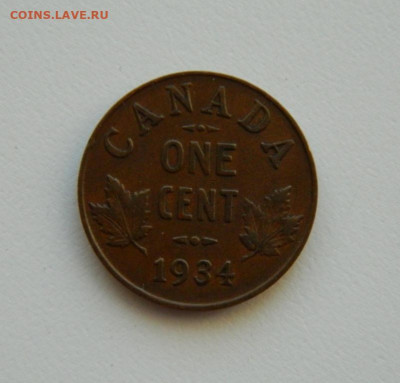 COINS.LAVE.RU
CANADA
ONE
CENT
1934